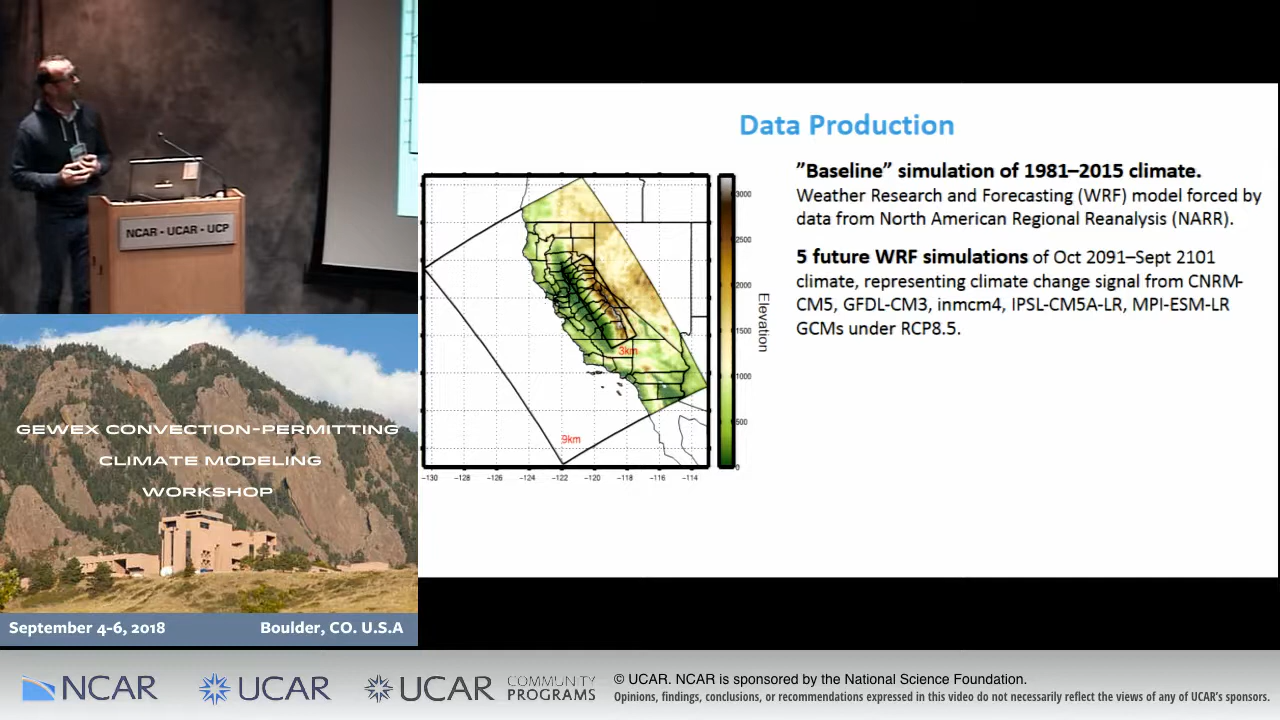 NCAR - UCAR - UCP
GEWEX CONVECTION-PERMITTING
CLIMATE MODELING
WORKSHOP
September 4-6, 2018
Boulder, CO. U.S.A
Data Production
"Baseline" simulation of 1981–2015 climate.
Weather Research and Forecasting (WRF) model forced by
data from North American Regional Reanalysis (NARR).
5 future WRF simulations of Oct 2091–Sept 2101
climate, representing climate change signal from CNRM-
CM5, GFDL-CM3, inmcm4, IPSL-CM5A-LR, MPI-ESM-LR
GCMs under RCP8.5.
3km
9km
-130 -128 -126 -124 -122 -120 -118 -116 -114
3000
2500
2000
1500
1000
500
0
Elevation
NCAR
UCAR
UCAR
COMMUNITY
PROGRAMS
© UCAR. NCAR is sponsored by the National Science Foundation.
Opinions, findings, conclusions, or recommendations expressed in this video do not necessarily reflect the views of any of UCAR's sponsors.